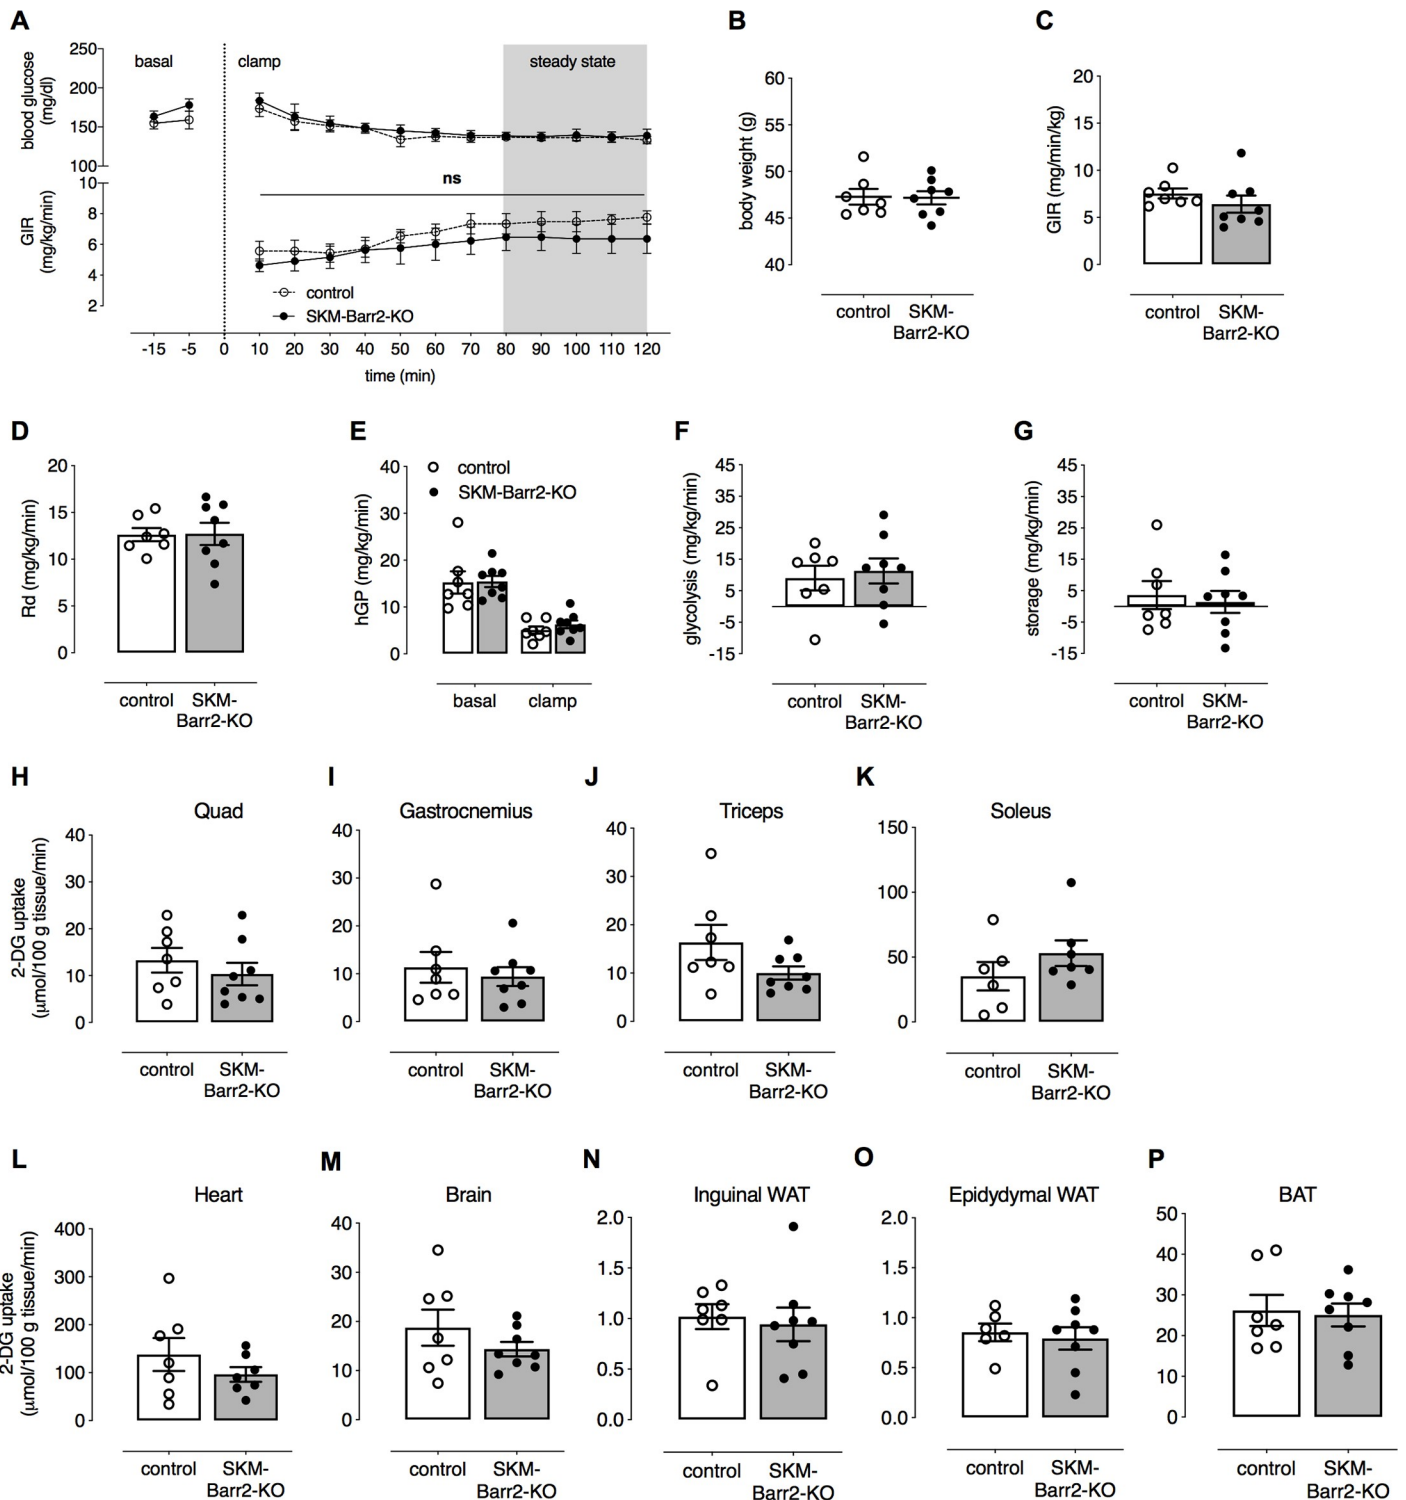 A
basal
clamp
steady state
blood glucose
(mg/dl)
250
200
150
100
ns
GIR
(mg/kg/min)
10
8
6
4
2
control
SKM-Barr2-KO
-15 -5 0 10 20 30 40 50 60 70 80 90 100 110 120
time (min)
B
body weight (g)
60
55
50
45
40
control
SKM-
Barr2-KO
C
GIR (mg/min/kg)
20
15
10
5
0
control
SKM-
Barr2-KO
D
Rd (mg/kg/min)
20
15
10
5
0
control
SKM-
Barr2-KO
E
hGP (mg/kg/min)
40
30
20
10
0
control
SKM-Barr2-KO
basal
clamp
F
glycolysis (mg/kg/min)
45
35
25
15
5
-5
-15
control
SKM-
Barr2-KO
G
storage (mg/kg/min)
45
35
25
15
5
-5
-15
control
SKM-
Barr2-KO
H
Quad
2-DG uptake
(μmol/100 g tissue/min)
40
30
20
10
0
control
SKM-
Barr2-KO
I
Gastrocnemius
40
30
20
10
0
control
SKM-
Barr2-KO
J
Triceps
40
30
20
10
0
control
SKM-
Barr2-KO
K
Soleus
150
100
50
0
control
SKM-
Barr2-KO
L
Heart
2-DG uptake
(μmol/100 g tissue/min)
400
300
200
100
0
control
SKM-
Barr2-KO
M
Brain
40
30
20
10
0
control
SKM-
Barr2-KO
N
Inguinal WAT
2.0
1.5
1.0
0.5
0.0
control
SKM-
Barr2-KO
O
Epidydymal WAT
2.0
1.5
1.0
0.5
0.0
control
SKM-
Barr2-KO
P
BAT
50
40
30
20
10
0
control
SKM-
Barr2-KO